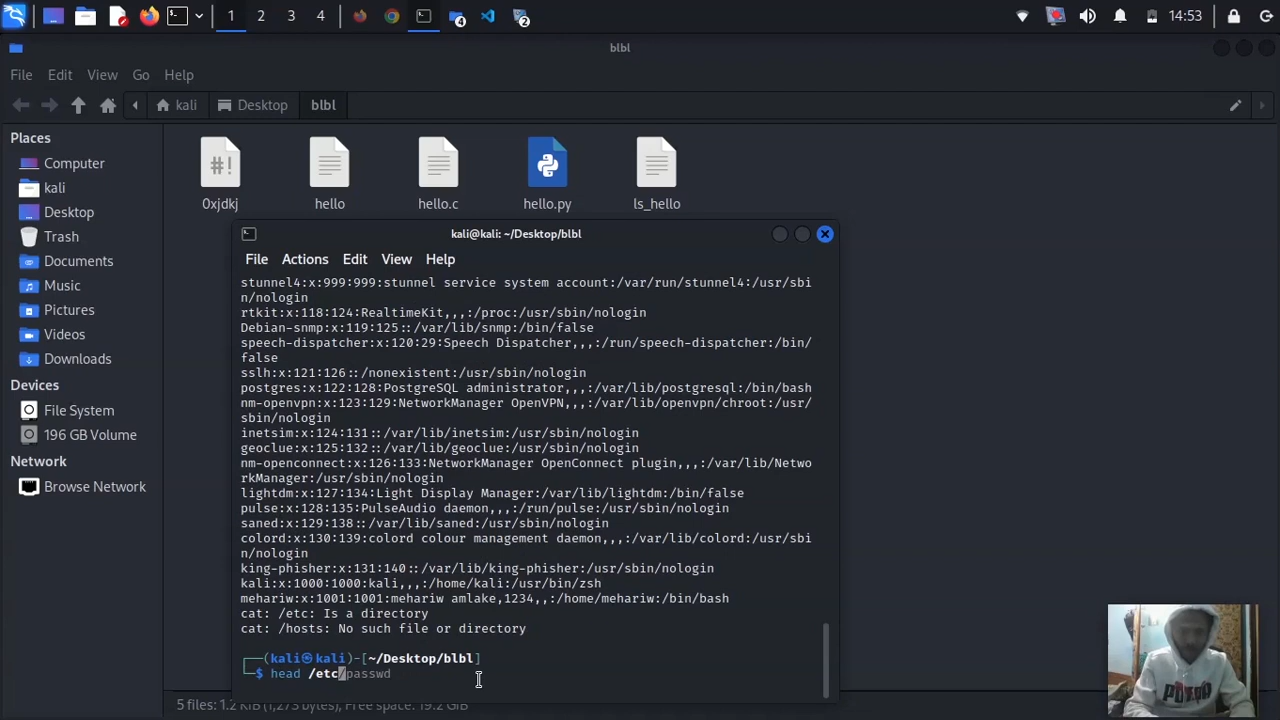 1 2 3 4 4 2 14:53
blbl
File Edit View Go Help
kali Desktop blbl
Places
Computer
kali
Desktop
Trash
Documents
Music
Pictures
Videos
Downloads
Devices
File System
196 GB Volume
Network
Browse Network
#!
0xjdkj hello hello.c hello.py ls_hello
kali@kali: ~/Desktop/blbl
File Actions Edit View Help
stunnel4:x:999:999:stunnel service system account:/var/run/stunnel4:/usr/sbi
n/nologin
rtkit:x:118:124:RealtimeKit,,,:/proc:/usr/sbin/nologin
Debian-snmp:x:119:125::/var/lib/snmp:/bin/false
speech-dispatcher:x:120:29:Speech Dispatcher,,,:/run/speech-dispatcher:/bin/
false
sslh:x:121:126::/nonexistent:/usr/sbin/nologin
postgres:x:122:128:PostgreSQL administrator,,,:/var/lib/postgresql:/bin/bash
nm-openvpn:x:123:129:NetworkManager OpenVPN,,,:/var/lib/openvpn/chroot:/usr/
sbin/nologin
inetsim:x:124:131::/var/lib/inetsim:/usr/sbin/nologin
geoclue:x:125:132::/var/lib/geoclue:/usr/sbin/nologin
nm-openconnect:x:126:133:NetworkManager OpenConnect plugin,,,:/var/lib/Netwo
rkManager:/usr/sbin/nologin
lightdm:x:127:134:Light Display Manager:/var/lib/lightdm:/bin/false
pulse:x:128:135:PulseAudio daemon,,,:/run/pulse:/usr/sbin/nologin
saned:x:129:138::/var/lib/saned:/usr/sbin/nologin
colord:x:130:139:colord colour management daemon,,,:/var/lib/colord:/usr/sbi
n/nologin
king-phisher:x:131:140::/var/lib/king-phisher:/usr/sbin/nologin
kali:x:1000:1000:kali,,,:/home/kali:/usr/bin/zsh
mehariw:x:1001:1001:mehariw amlake,1234,,:/home/mehariw:/bin/bash
cat: /etc: Is a directory
cat: /hosts: No such file or directory
┌──(kali㉿kali)-[~/Desktop/blbl]
└─$ head /etc/passwd
5 files: 1.2 KiB (1,273 bytes), Free space: 19.2 GiB